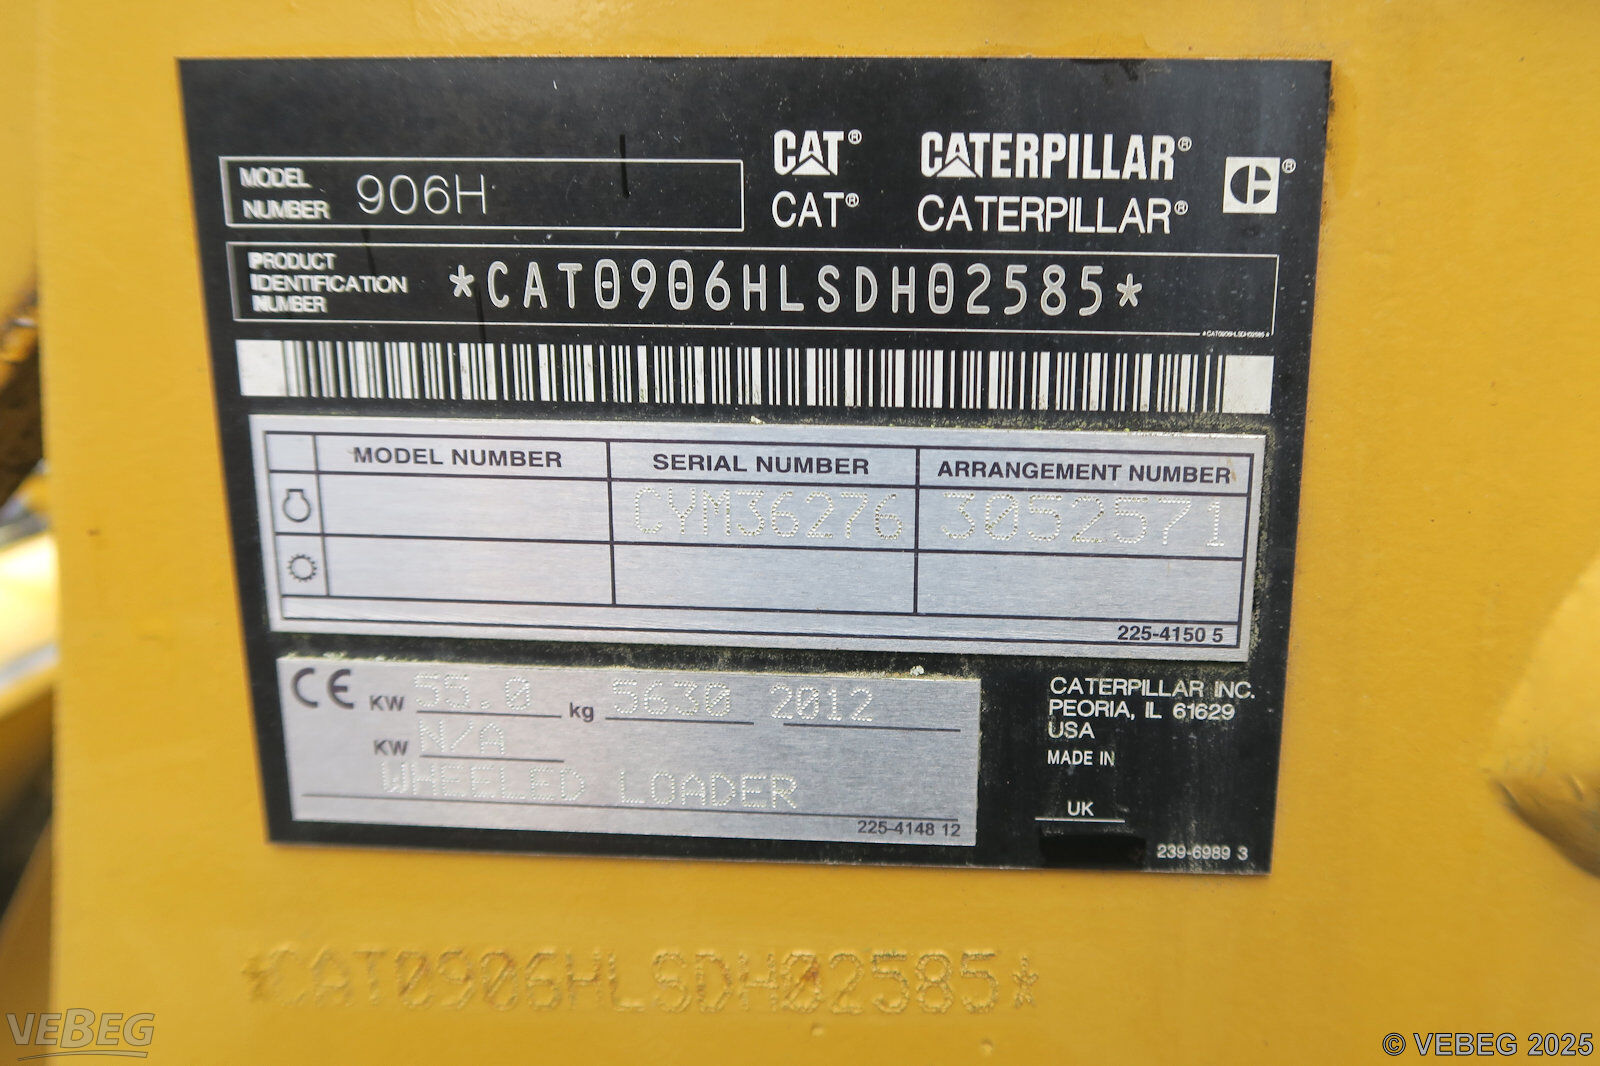 CAT® CATERPILLAR®
CAT® CATERPILLAR®
MODEL NUMBER 906H
PRODUCT IDENTIFICATION NUMBER *CAT0906HLSDH02585*
*CAT0906HLSDH02585*
MODEL NUMBER SERIAL NUMBER ARRANGEMENT NUMBER
CYM36276 3052571
225-4150 5
CE KW 55.0 kg 5630 2012
KW N/A
WHEELED LOADER
225-4148 12
CATERPILLAR INC.
PEORIA, IL 61629
USA
MADE IN
UK
239-6989 3
*CAT0906HLSDH02585*
VEBEG
© VEBEG 2025